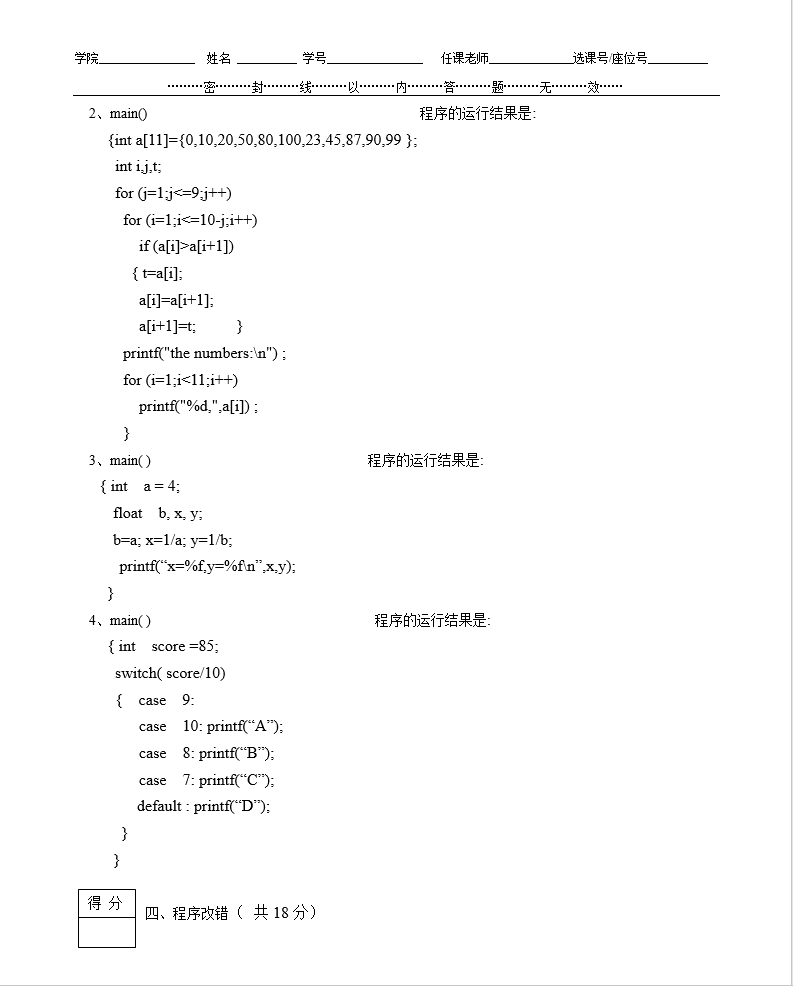 学院________________ 姓名 __________ 学号________________ 任课老师______________选课号/座位号__________
………密………封………线………以………内………答………题………无………效……
2、main() 程序的运行结果是:
{int a[11]={0,10,20,50,80,100,23,45,87,90,99 };
int i,j,t;
for (j=1;j<=9;j++)
for (i=1;i<=10-j;i++)
if (a[i]>a[i+1])
{ t=a[i];
a[i]=a[i+1];
a[i+1]=t; }
printf("the numbers:\n") ;
for (i=1;i<11;i++)
printf("%d,",a[i]) ;
}
3、main( ) 程序的运行结果是:
{ int a = 4;
float b, x, y;
b=a; x=1/a; y=1/b;
printf(“x=%f,y=%f\n”,x,y);
}
4、main( ) 程序的运行结果是:
{ int score =85;
switch( score/10)
{ case 9:
case 10: printf(“A”);
case 8: printf(“B”);
case 7: printf(“C”);
default : printf(“D”);
}
}
得 分
四、程序改错（ 共 18 分）